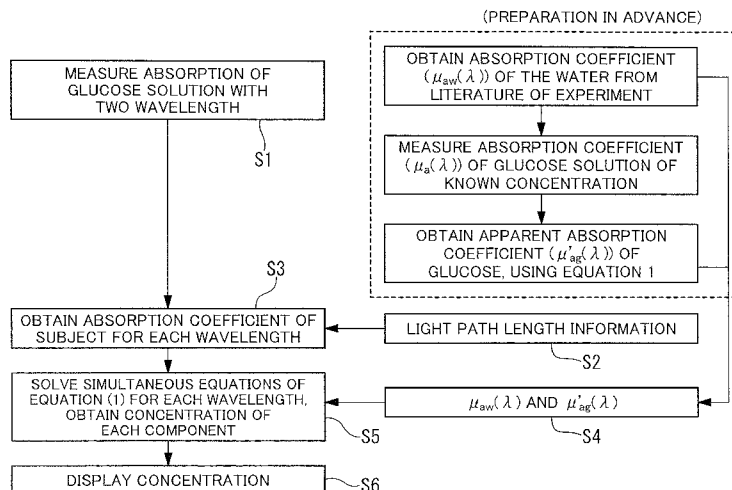 (PREPARATION IN ADVANCE)
MEASURE ABSORPTION OF
GLUCOSE SOLUTION WITH
TWO WAVELENGTH
S1
OBTAIN ABSORPTION COEFFICIENT
(μaw(λ)) OF THE WATER FROM
LITERATURE OF EXPERIMENT
MEASURE ABSORPTION COEFFICIENT
(μa(λ)) OF GLUCOSE SOLUTION OF
KNOWN CONCENTRATION
OBTAIN APPARENT ABSORPTION
COEFFICIENT (μ'ag(λ)) OF
GLUCOSE, USING EQUATION 1
S3
OBTAIN ABSORPTION COEFFICIENT OF
SUBJECT FOR EACH WAVELENGTH
LIGHT PATH LENGTH INFORMATION
S2
SOLVE SIMULTANEOUS EQUATIONS OF
EQUATION (1) FOR EACH WAVELENGTH,
OBTAIN CONCENTRATION OF
EACH COMPONENT
S5
μaw(λ) AND μ'ag(λ)
S4
DISPLAY CONCENTRATION
S6